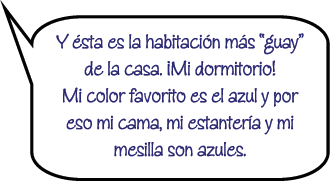 Y ésta es la habitación más "guay"
de la casa. ¡Mi dormitorio!
Mi color favorito es el azul y por
eso mi cama, mi estantería y mi
mesilla son azules.